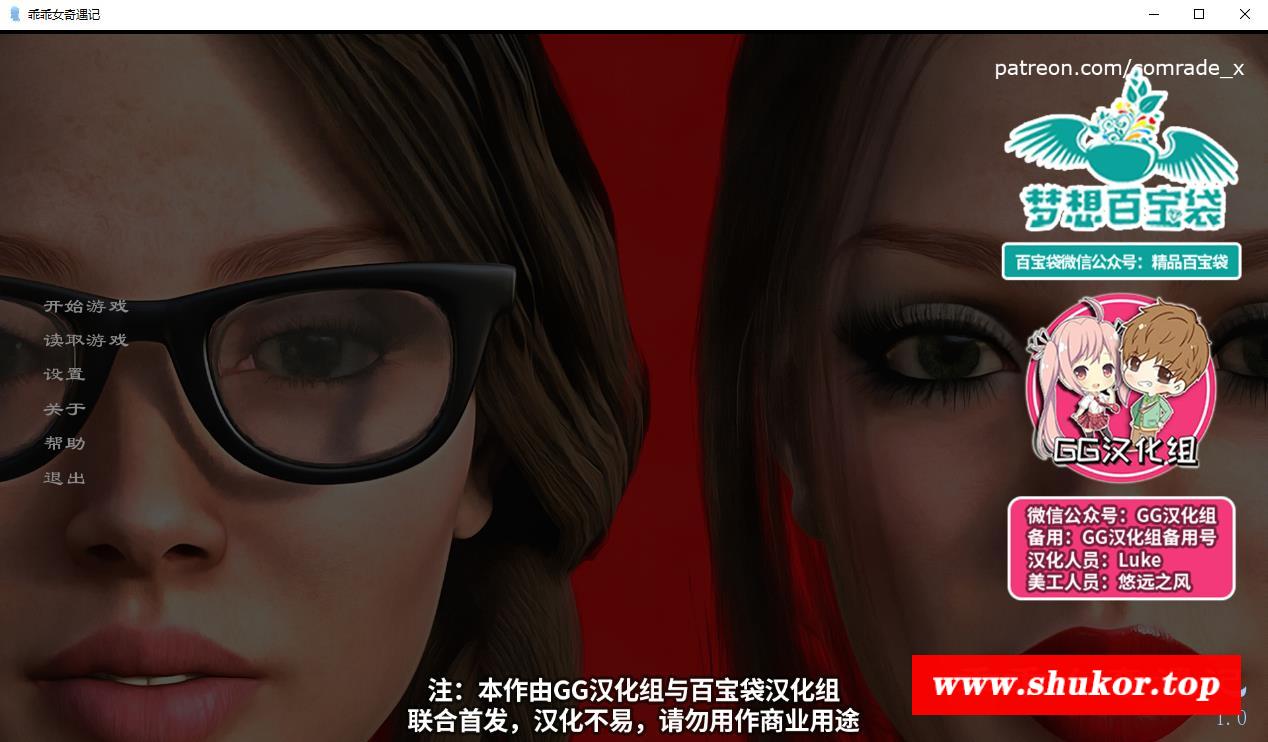 乖乖女奇遇记
patreon.com/comrade_x
梦想百宝袋
百宝袋微信公众号：精品百宝袋
开始游戏
读取游戏
设置
关于
帮助
退出
GG汉化组
微信公众号：GG汉化组
备用：GG汉化组备用号
汉化人员：Luke
美工人员：悠远之风
www.shukor.top
1.0
注：本作由GG汉化组与百宝袋汉化组
联合首发，汉化不易，请勿用作商业用途